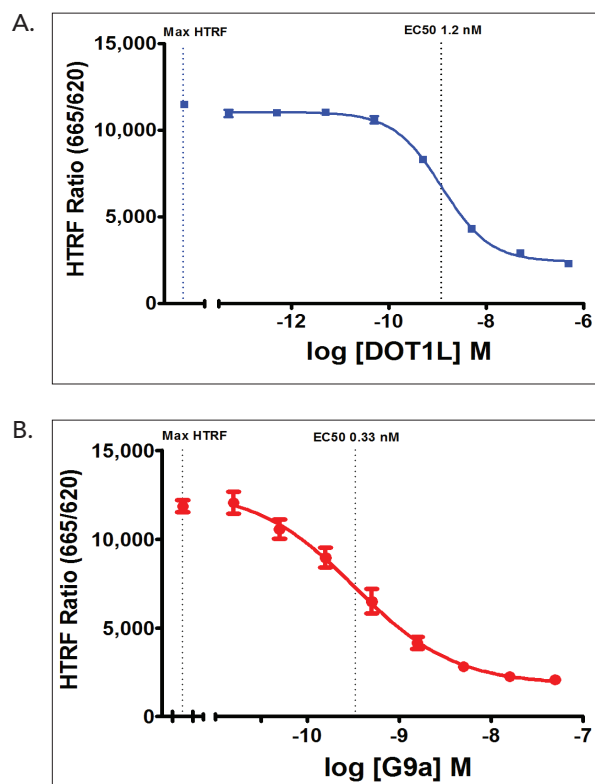 A.
Max HTRF
EC50 1.2 nM
HTRF Ratio (665/620)
15,000
10,000
5,000
0
-12
-10
-8
-6
log [DOT1L] M
B.
Max HTRF
EC50 0.33 nM
HTRF Ratio (665/620)
15,000
10,000
5,000
0
-10
-9
-8
-7
log [G9a] M